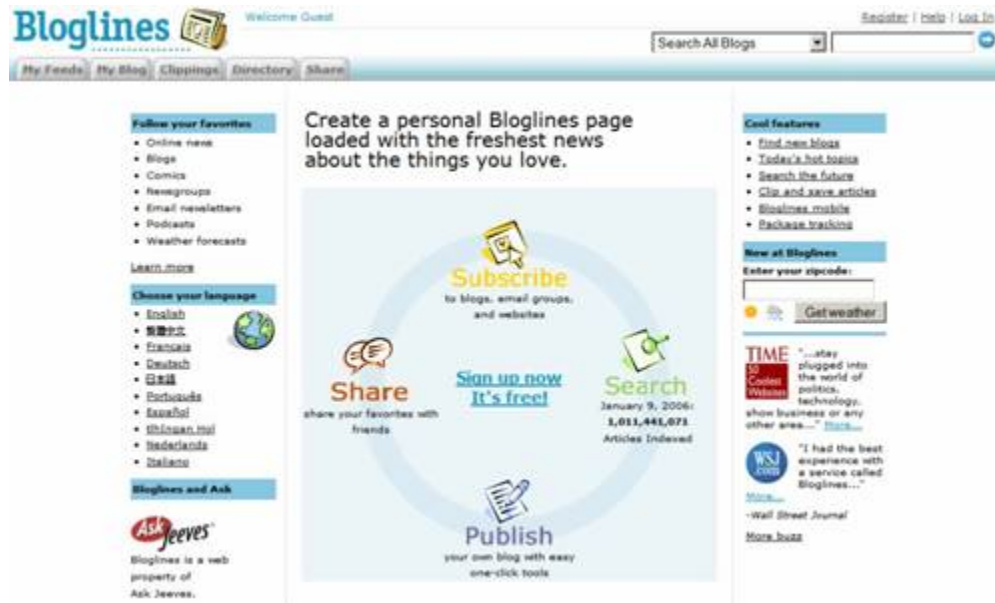 Bloglines
Welcome Guest
Register | Help | Log In
Search All Blogs
My Feeds My Blog Clippings Directory Share
Follow your favorites
• Online news
• Blogs
• Comics
• Newsgroups
• Email newsletters
• Podcasts
• Weather forecasts
Learn more
Choose your language
• English
• 繁體中文
• Français
• Deutsch
• 日本語
• Português
• Español
• tlhIngan Hol
• Nederlands
• Italiano
Bloglines and Ask
Ask Jeeves
Bloglines is a web
property of
Ask Jeeves.
Create a personal Bloglines page
loaded with the freshest news
about the things you love.
Subscribe
to blogs, email groups,
and websites
Share
share your favorites with
friends
Sign up now
It's free!
Search
January 9, 2006:
1,011,441,071
Articles Indexed
Publish
your own blog with easy
one-click tools
Cool features
• Find new blogs
• Today's hot topics
• Search the future
• Clip and save articles
• Bloglines mobile
• Package tracking
New at Bloglines
Enter your zipcode:
Get weather
TIME
50
Coolest
Websites
"...stay
plugged into
the world of
politics,
technology,
show business or any
other area..." More...
WSJ
.com
"I had the best
experience with
a service called
Bloglines..."
More...
-Wall Street Journal
More buzz